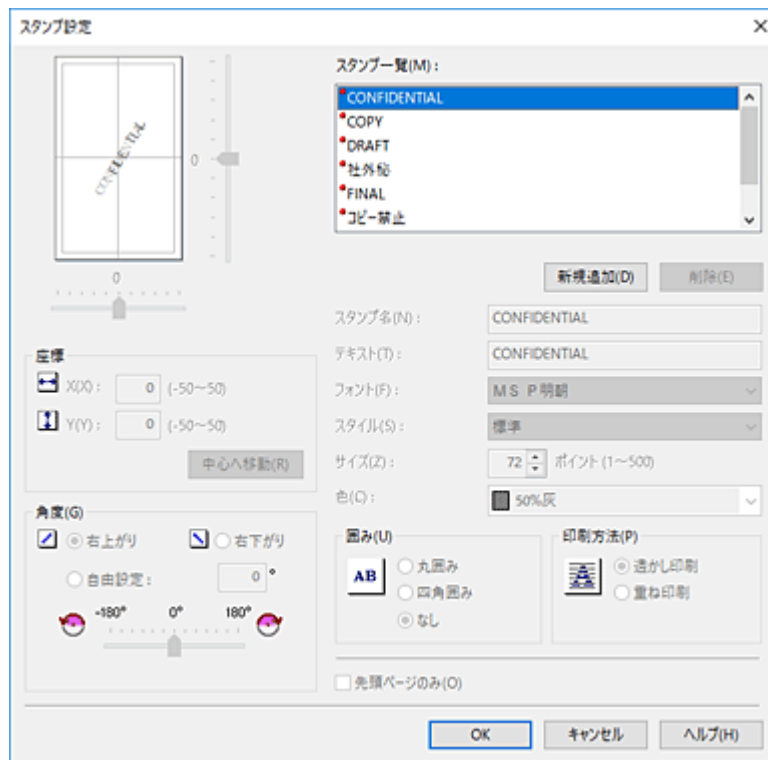 スタンプ設定
CONFIDENTIAL
0
0
スタンプ一覧(M):
CONFIDENTIAL
COPY
DRAFT
社外秘
FINAL
コピー禁止
新規追加(D) 削除(E)
スタンプ名(N): CONFIDENTIAL
テキスト(T): CONFIDENTIAL
フォント(F): MS P明朝
スタイル(S): 標準
サイズ(Z): 72 ポイント(1～500)
色(C): 50%灰
座標
X(X): 0 (-50～50)
Y(Y): 0 (-50～50)
中心へ移動(R)
角度(G)
右上がり 右下がり
自由設定: 0 °
-180° 0° 180°
囲み(U)
AB
丸囲み
四角囲み
なし
印刷方法(P)
A
透かし印刷
重ね印刷
先頭ページのみ(O)
OK キャンセル ヘルプ(H)